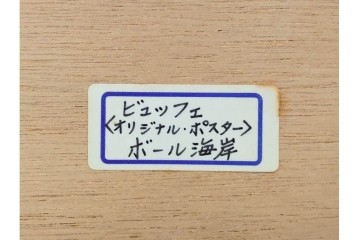 ビュッフェ
〈オリジナル・ポスター〉
ボール海岸